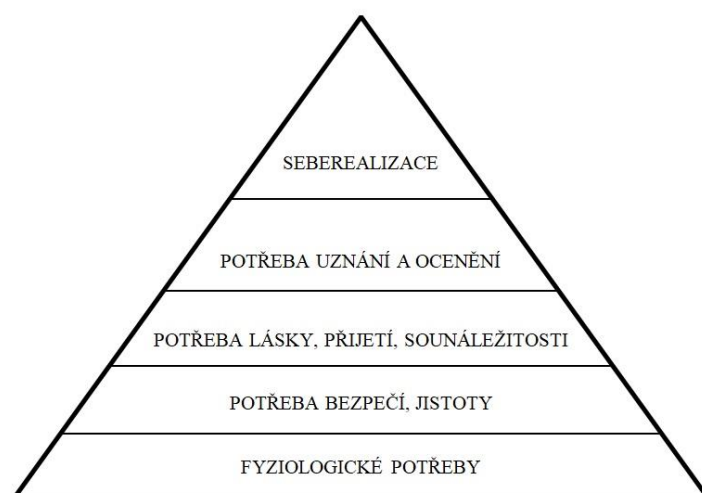 SEBEREALIZACE
POTŘEBA UZNÁNÍ A OCENĚNÍ
POTŘEBA LÁSKY, PŘIJETÍ, SOUNÁLEŽITOSTI
POTŘEBA BEZPEČÍ, JISTOTY
FYZIOLOGICKÉ POTŘEBY